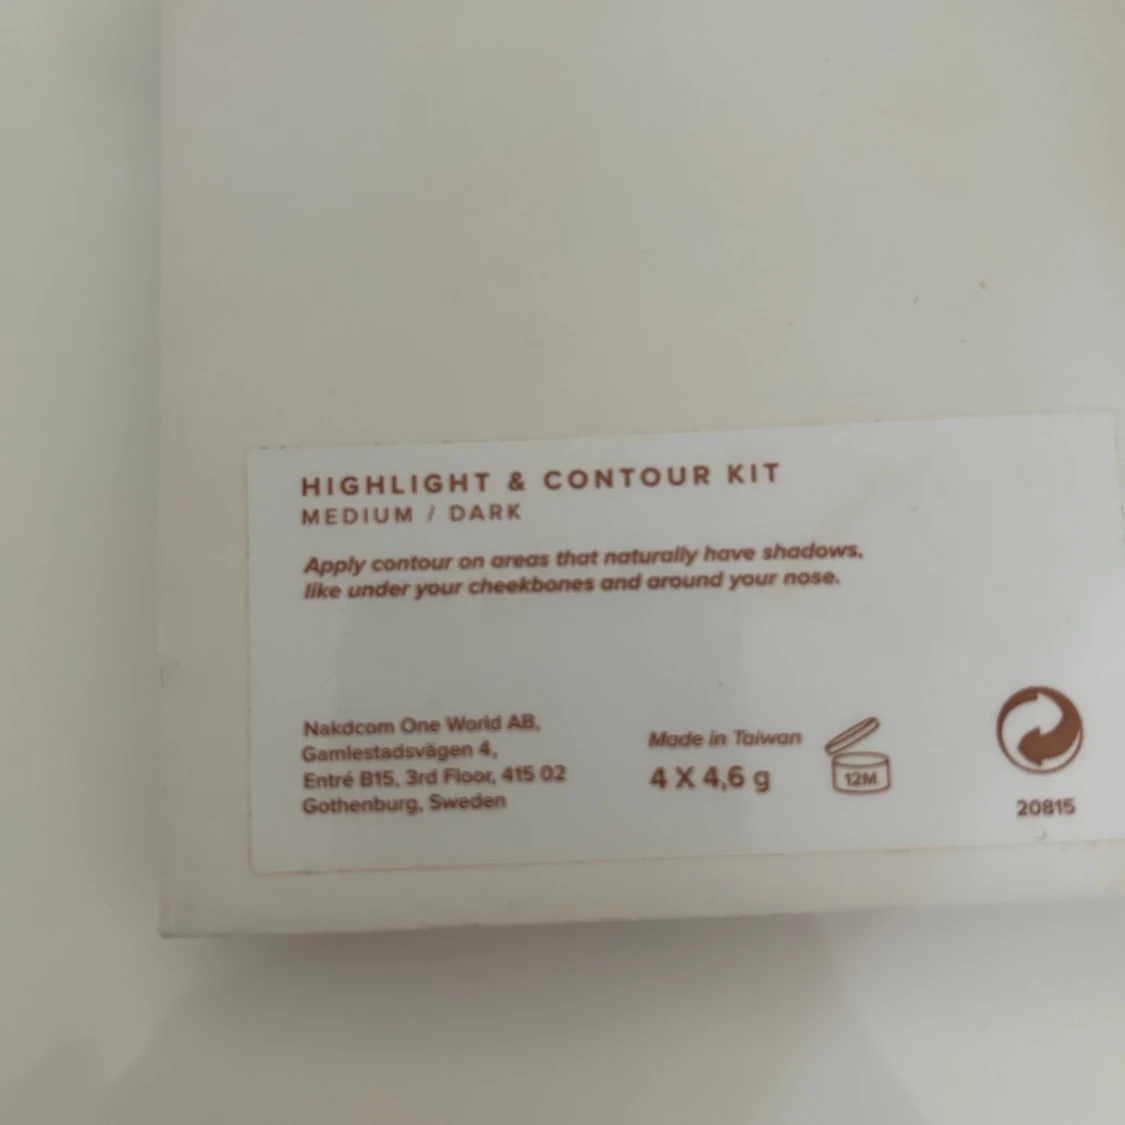 HIGHLIGHT & CONTOUR KIT
MEDIUM / DARK
Apply contour on areas that naturally have shadows,
like under your cheekbones and around your nose.
Nakdcom One World AB,
Gamlestadsvägen 4,
Entré B15, 3rd Floor, 415 02
Gothenburg, Sweden
Made in Taiwan
4 X 4,6 g
12M
20815